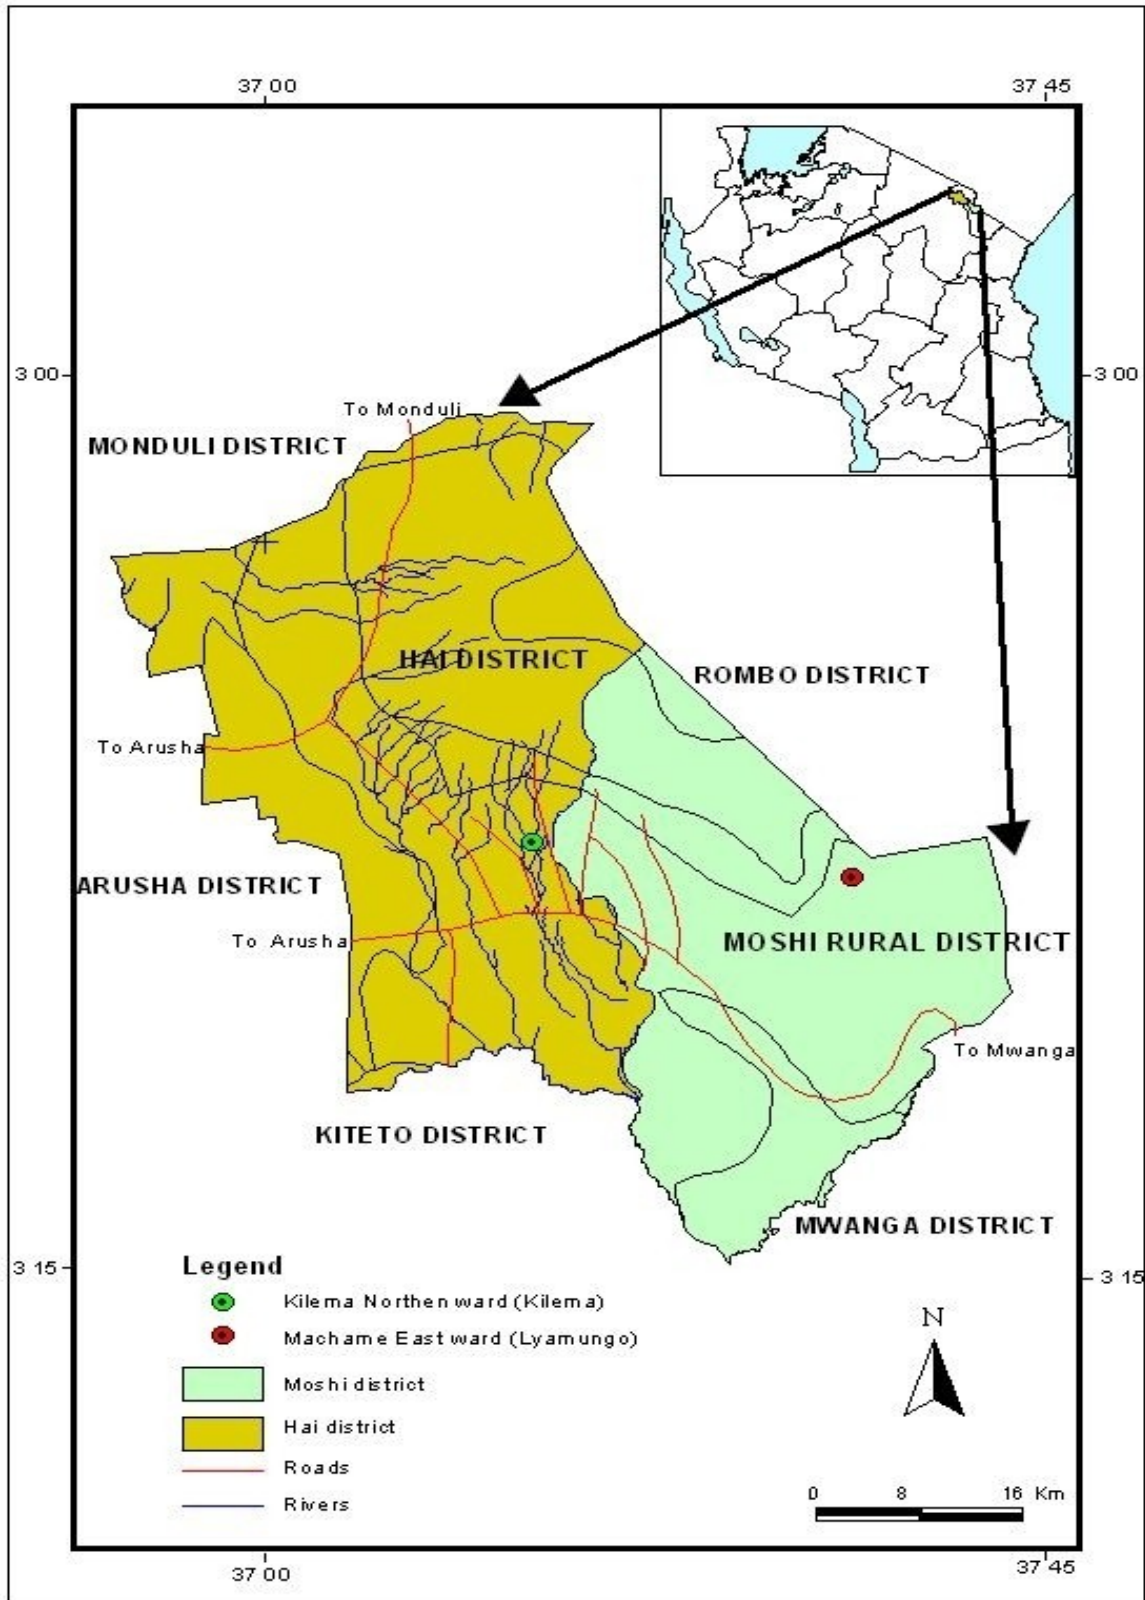 37 00
37 45
3 00
3 00
To Monduli
MONDULI DISTRICT
HAI DISTRICT
ROMBO DISTRICT
To Arusha
ARUSHA DISTRICT
To Arusha
MOSHI RURAL DISTRICT
To Mwanga
KITETO DISTRICT
MWANGA DISTRICT
3 15
3 15
Legend
Kilema Northen ward (Kilema)
Machame East ward (Lyamungo)
Moshi district
Hai district
Roads
Rivers
N
0 8 16 Km
37 00
37 45